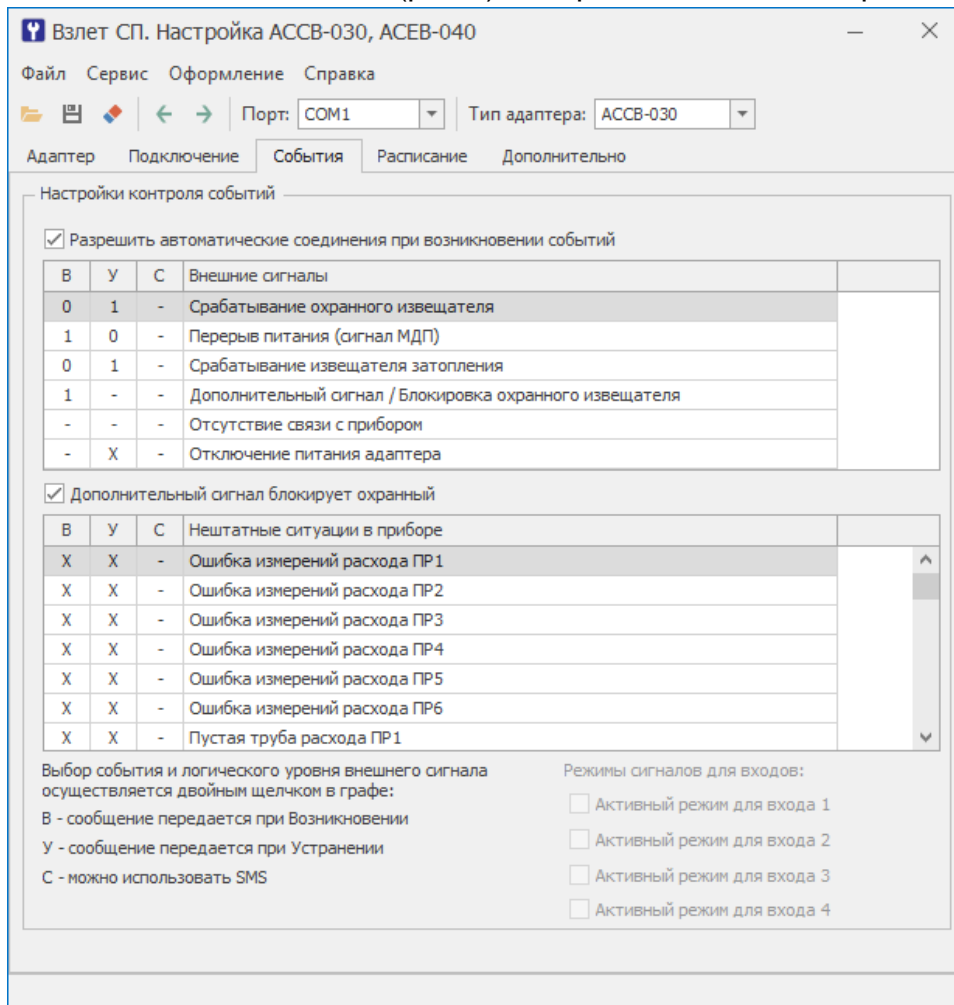 Взлет СП. Настройка АССВ-030, АСЕВ-040
Файл Сервис Оформление Справка
Порт: COM1 Тип адаптера: АССВ-030
Адаптер Подключение События Расписание Дополнительно
Настройки контроля событий
Разрешить автоматические соединения при возникновении событий
В У С Внешние сигналы
0 1 - Срабатывание охранного извещателя
1 0 - Перерыв питания (сигнал МДП)
0 1 - Срабатывание извещателя затопления
1 - - Дополнительный сигнал / Блокировка охранного извещателя
- - - Отсутствие связи с прибором
- X - Отключение питания адаптера
Дополнительный сигнал блокирует охранный
В У С Нештатные ситуации в приборе
X X - Ошибка измерений расхода ПР1
X X - Ошибка измерений расхода ПР2
X X - Ошибка измерений расхода ПР3
X X - Ошибка измерений расхода ПР4
X X - Ошибка измерений расхода ПР5
X X - Ошибка измерений расхода ПР6
X X - Пустая труба расхода ПР1
Выбор события и логического уровня внешнего сигнала
осуществляется двойным щелчком в графе:
В - сообщение передается при Возникновении
У - сообщение передается при Устранении
С - можно использовать SMS
Режимы сигналов для входов:
Активный режим для входа 1
Активный режим для входа 2
Активный режим для входа 3
Активный режим для входа 4